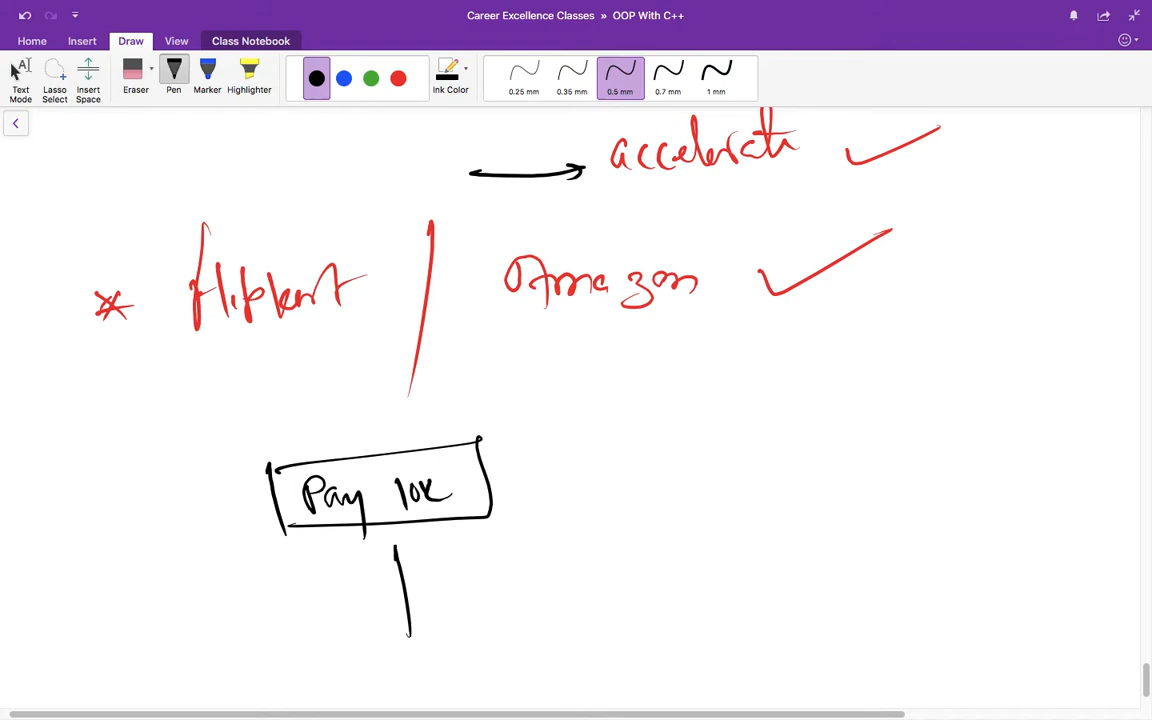 Career Excellence Classes » OOP With C++
Home Insert Draw View Class Notebook
Text Mode Lasso Select Insert Space Eraser Pen Marker Highlighter Ink Color 0.25 mm 0.35 mm 0.5 mm 0.7 mm 1 mm
accelerate
* flipkart / Amazon
Pay 10k